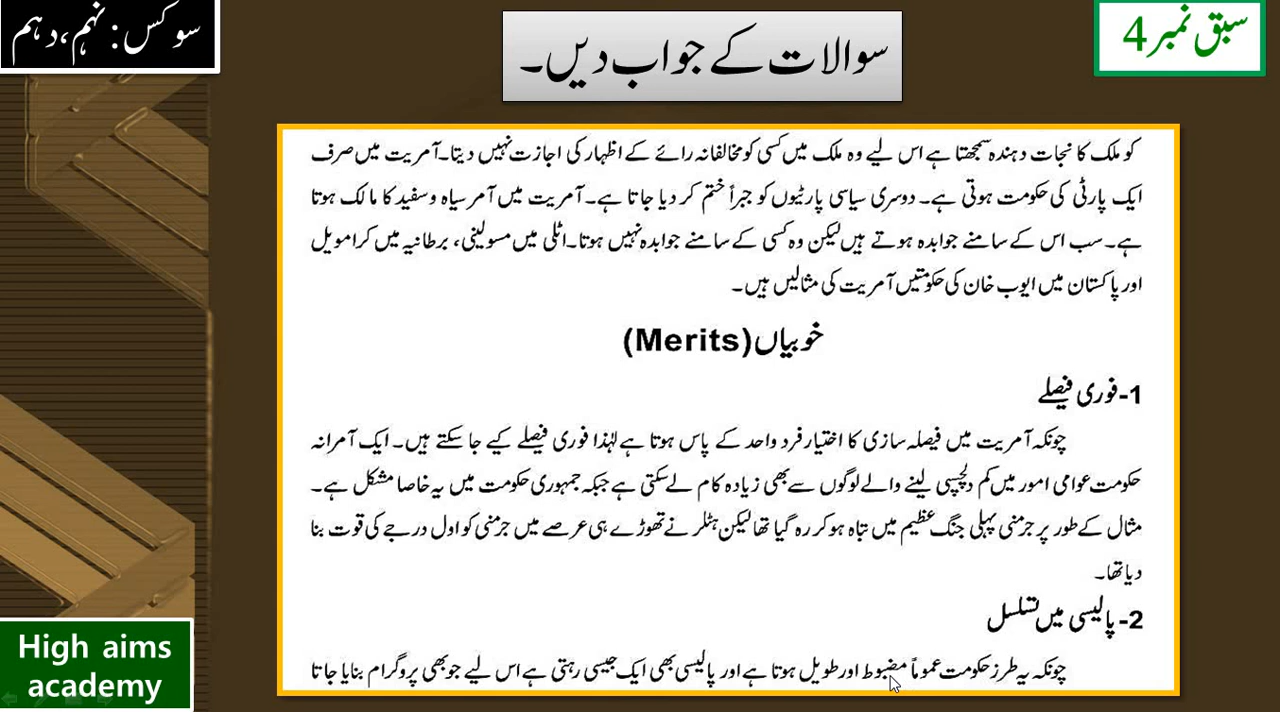 سوکس: نہم، دہم
سبق نمبر 4
سوالات کے جواب دیں۔
کو ملک کا نجات دہندہ سمجھتا ہے اس لیے وہ ملک میں کسی کو مخالفانہ رائے کے اظہار کی اجازت نہیں دیتا۔ آمریت میں صرف
ایک پارٹی کی حکومت ہوتی ہے۔ دوسری سیاسی پارٹیوں کو جبراً ختم کر دیا جاتا ہے۔ آمریت میں آمر سیاہ و سفید کا مالک ہوتا
ہے۔ سب اس کے سامنے جوابدہ ہوتے ہیں لیکن وہ کسی کے سامنے جوابدہ نہیں ہوتا۔ اٹلی میں مسولینی، برطانیہ میں کرامویل
اور پاکستان میں ایوب خان کی حکومتیں آمریت کی مثالیں ہیں۔
خوبیاں (Merits)
1- فوری فیصلے
چونکہ آمریت میں فیصلہ سازی کا اختیار فرد واحد کے پاس ہوتا ہے لہٰذا فوری فیصلے کیے جا سکتے ہیں۔ ایک آمرانہ
حکومت عوامی امور میں کم دلچسپی لینے والے لوگوں سے بھی زیادہ کام لے سکتی ہے جبکہ جمہوری حکومت میں یہ خاصا مشکل ہے۔
مثال کے طور پر جرمنی پہلی جنگ عظیم میں تباہ ہو کر رہ گیا تھا لیکن ہٹلر نے تھوڑے ہی عرصے میں جرمنی کو اول درجے کی قوت بنا
دیا تھا۔
2- پالیسی میں تسلسل
چونکہ یہ طرز حکومت عموماً مضبوط اور طویل ہوتا ہے اور پالیسی بھی ایک جیسی رہتی ہے اس لیے جو بھی پروگرام بنایا جاتا
High aims
academy